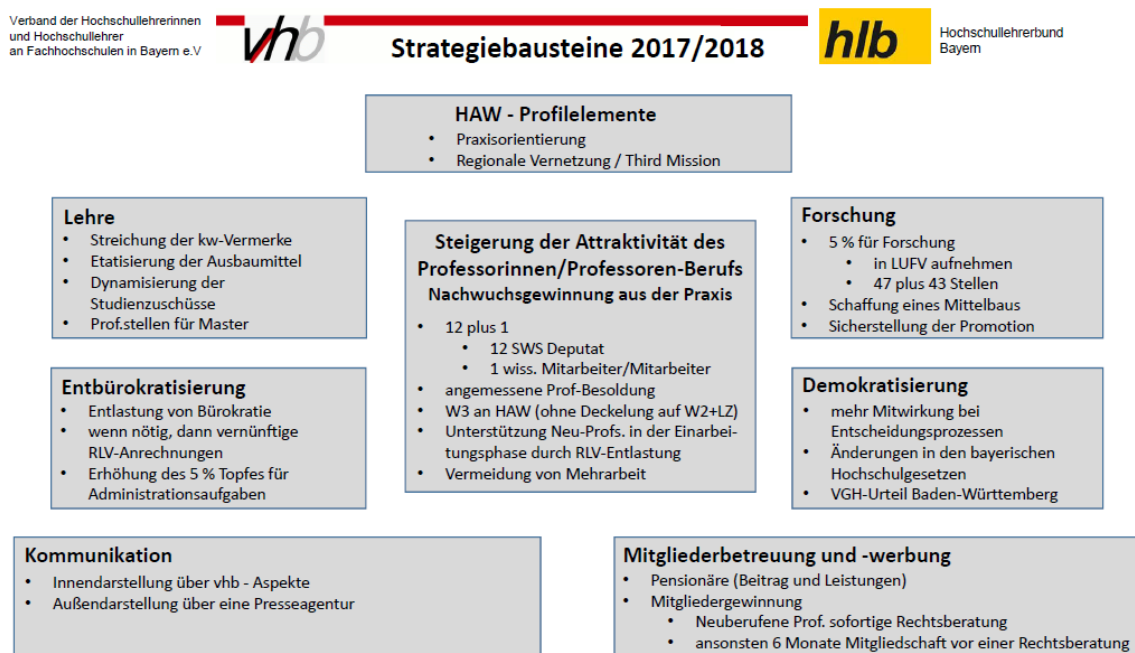 Verband der Hochschullehrerinnen
und Hochschullehrer
an Fachhochschulen in Bayern e.V
vhb
Strategiebausteine 2017/2018
hlb
Hochschullehrerbund
Bayern
HAW - Profilelemente
• Praxisorientierung
• Regionale Vernetzung / Third Mission
Lehre
• Streichung der kw-Vermerke
• Etatisierung der Ausbaumittel
• Dynamisierung der
Studienzuschüsse
• Prof.stellen für Master
Steigerung der Attraktivität des
Professorinnen/Professoren-Berufs
Nachwuchsgewinnung aus der Praxis
• 12 plus 1
• 12 SWS Deputat
• 1 wiss. Mitarbeiter/Mitarbeiter
• angemessene Prof-Besoldung
• W3 an HAW (ohne Deckelung auf W2+LZ)
• Unterstützung Neu-Profs. in der Einarbei-
tungsphase durch RLV-Entlastung
• Vermeidung von Mehrarbeit
Forschung
• 5 % für Forschung
• in LUFV aufnehmen
• 47 plus 43 Stellen
• Schaffung eines Mittelbaus
• Sicherstellung der Promotion
Entbürokratisierung
• Entlastung von Bürokratie
• wenn nötig, dann vernünftige
RLV-Anrechnungen
• Erhöhung des 5 % Topfes für
Administrationsaufgaben
Demokratisierung
• mehr Mitwirkung bei
Entscheidungsprozessen
• Änderungen in den bayerischen
Hochschulgesetzen
• VGH-Urteil Baden-Württemberg
Kommunikation
• Innendarstellung über vhb - Aspekte
• Außendarstellung über eine Presseagentur
Mitgliederbetreuung und -werbung
• Pensionäre (Beitrag und Leistungen)
• Mitgliedergewinnung
• Neuberufene Prof. sofortige Rechtsberatung
• ansonsten 6 Monate Mitgliedschaft vor einer Rechtsberatung